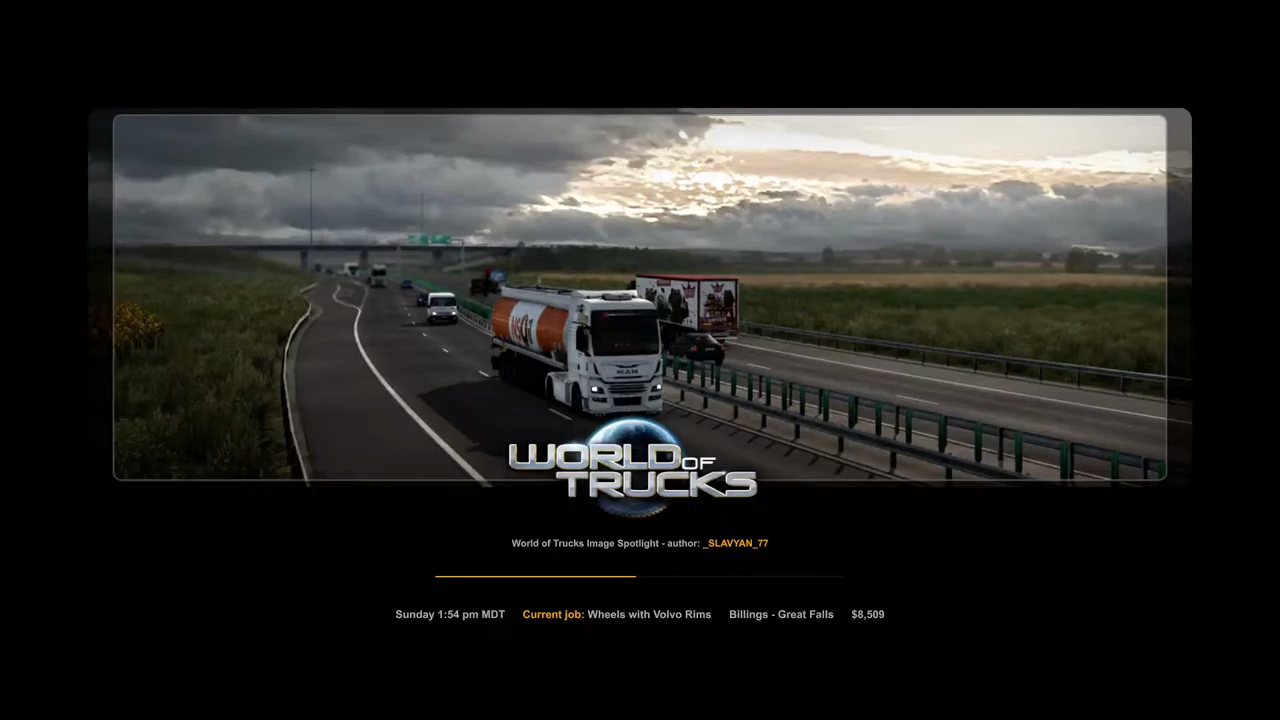 MAN
WORLD OF
TRUCKS
World of Trucks Image Spotlight - author: _SLAVYAN_77
Sunday 1:54 pm MDT Current job: Wheels with Volvo Rims Billings - Great Falls $8,509